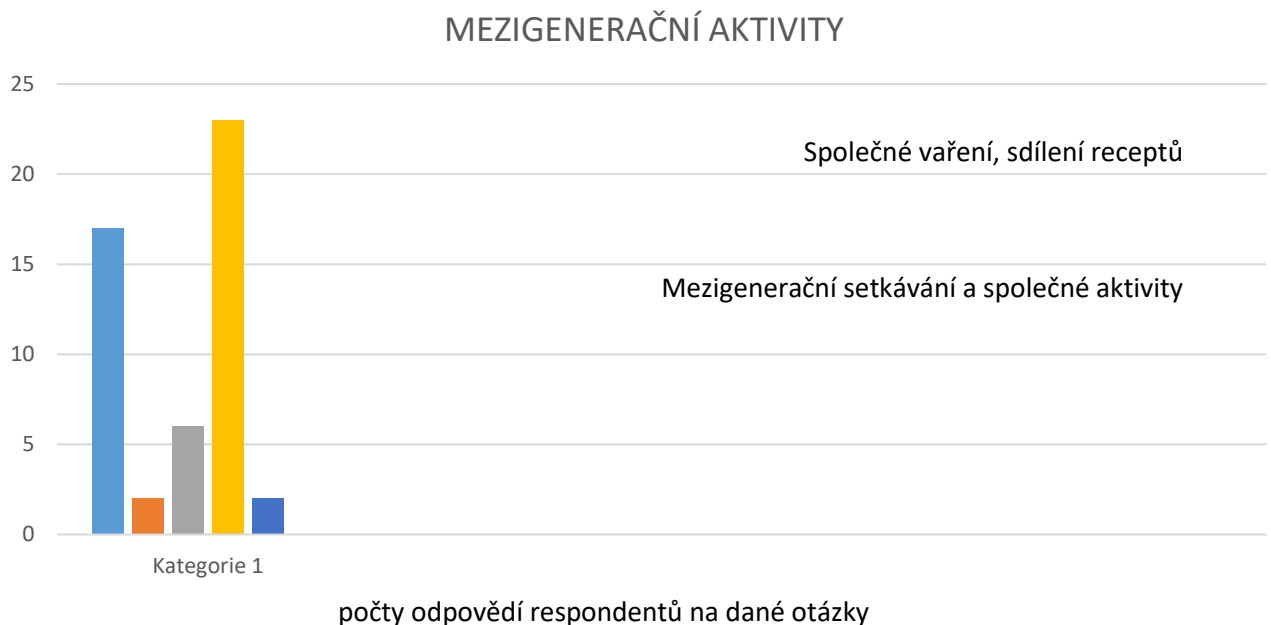 MEZIGENERAČNÍ AKTIVITY
25
20
15
10
5
0
Společné vaření, sdílení receptů
Mezigenerační setkávání a společné aktivity
Kategorie 1
počty odpovědí respondentů na dané otázky